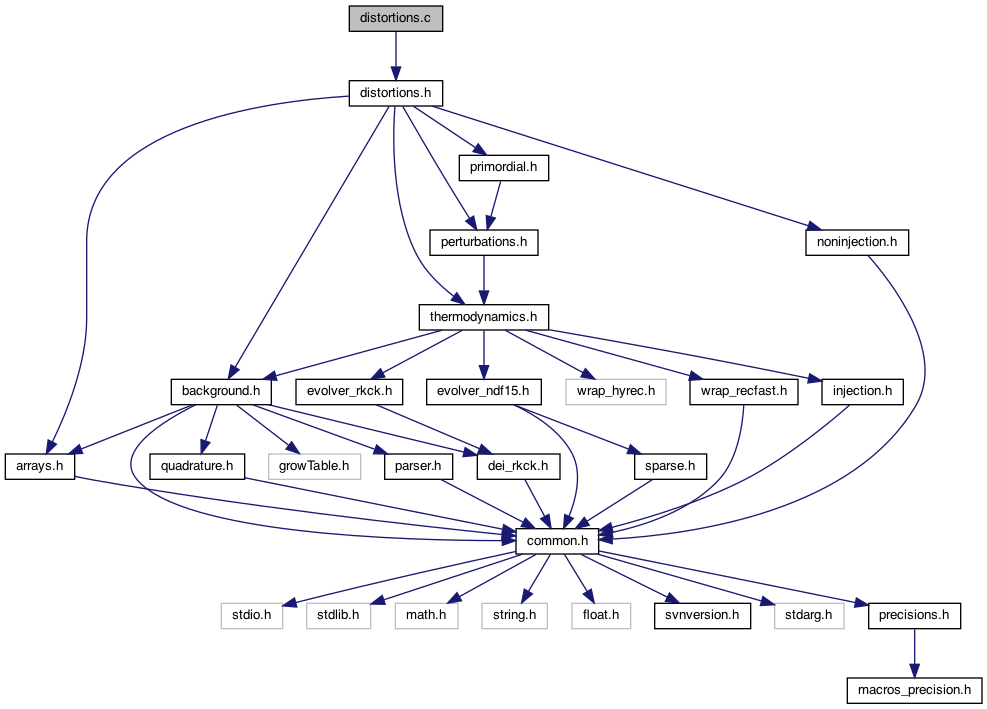 distortions.c
distortions.h
primordial.h
perturbations.h
noninjection.h
thermodynamics.h
background.h
evolver_rkck.h
evolver_ndf15.h
wrap_hyrec.h
wrap_recfast.h
injection.h
arrays.h
quadrature.h
growTable.h
parser.h
dei_rkck.h
sparse.h
common.h
stdio.h
stdlib.h
math.h
string.h
float.h
svnversion.h
stdarg.h
precisions.h
macros_precision.h